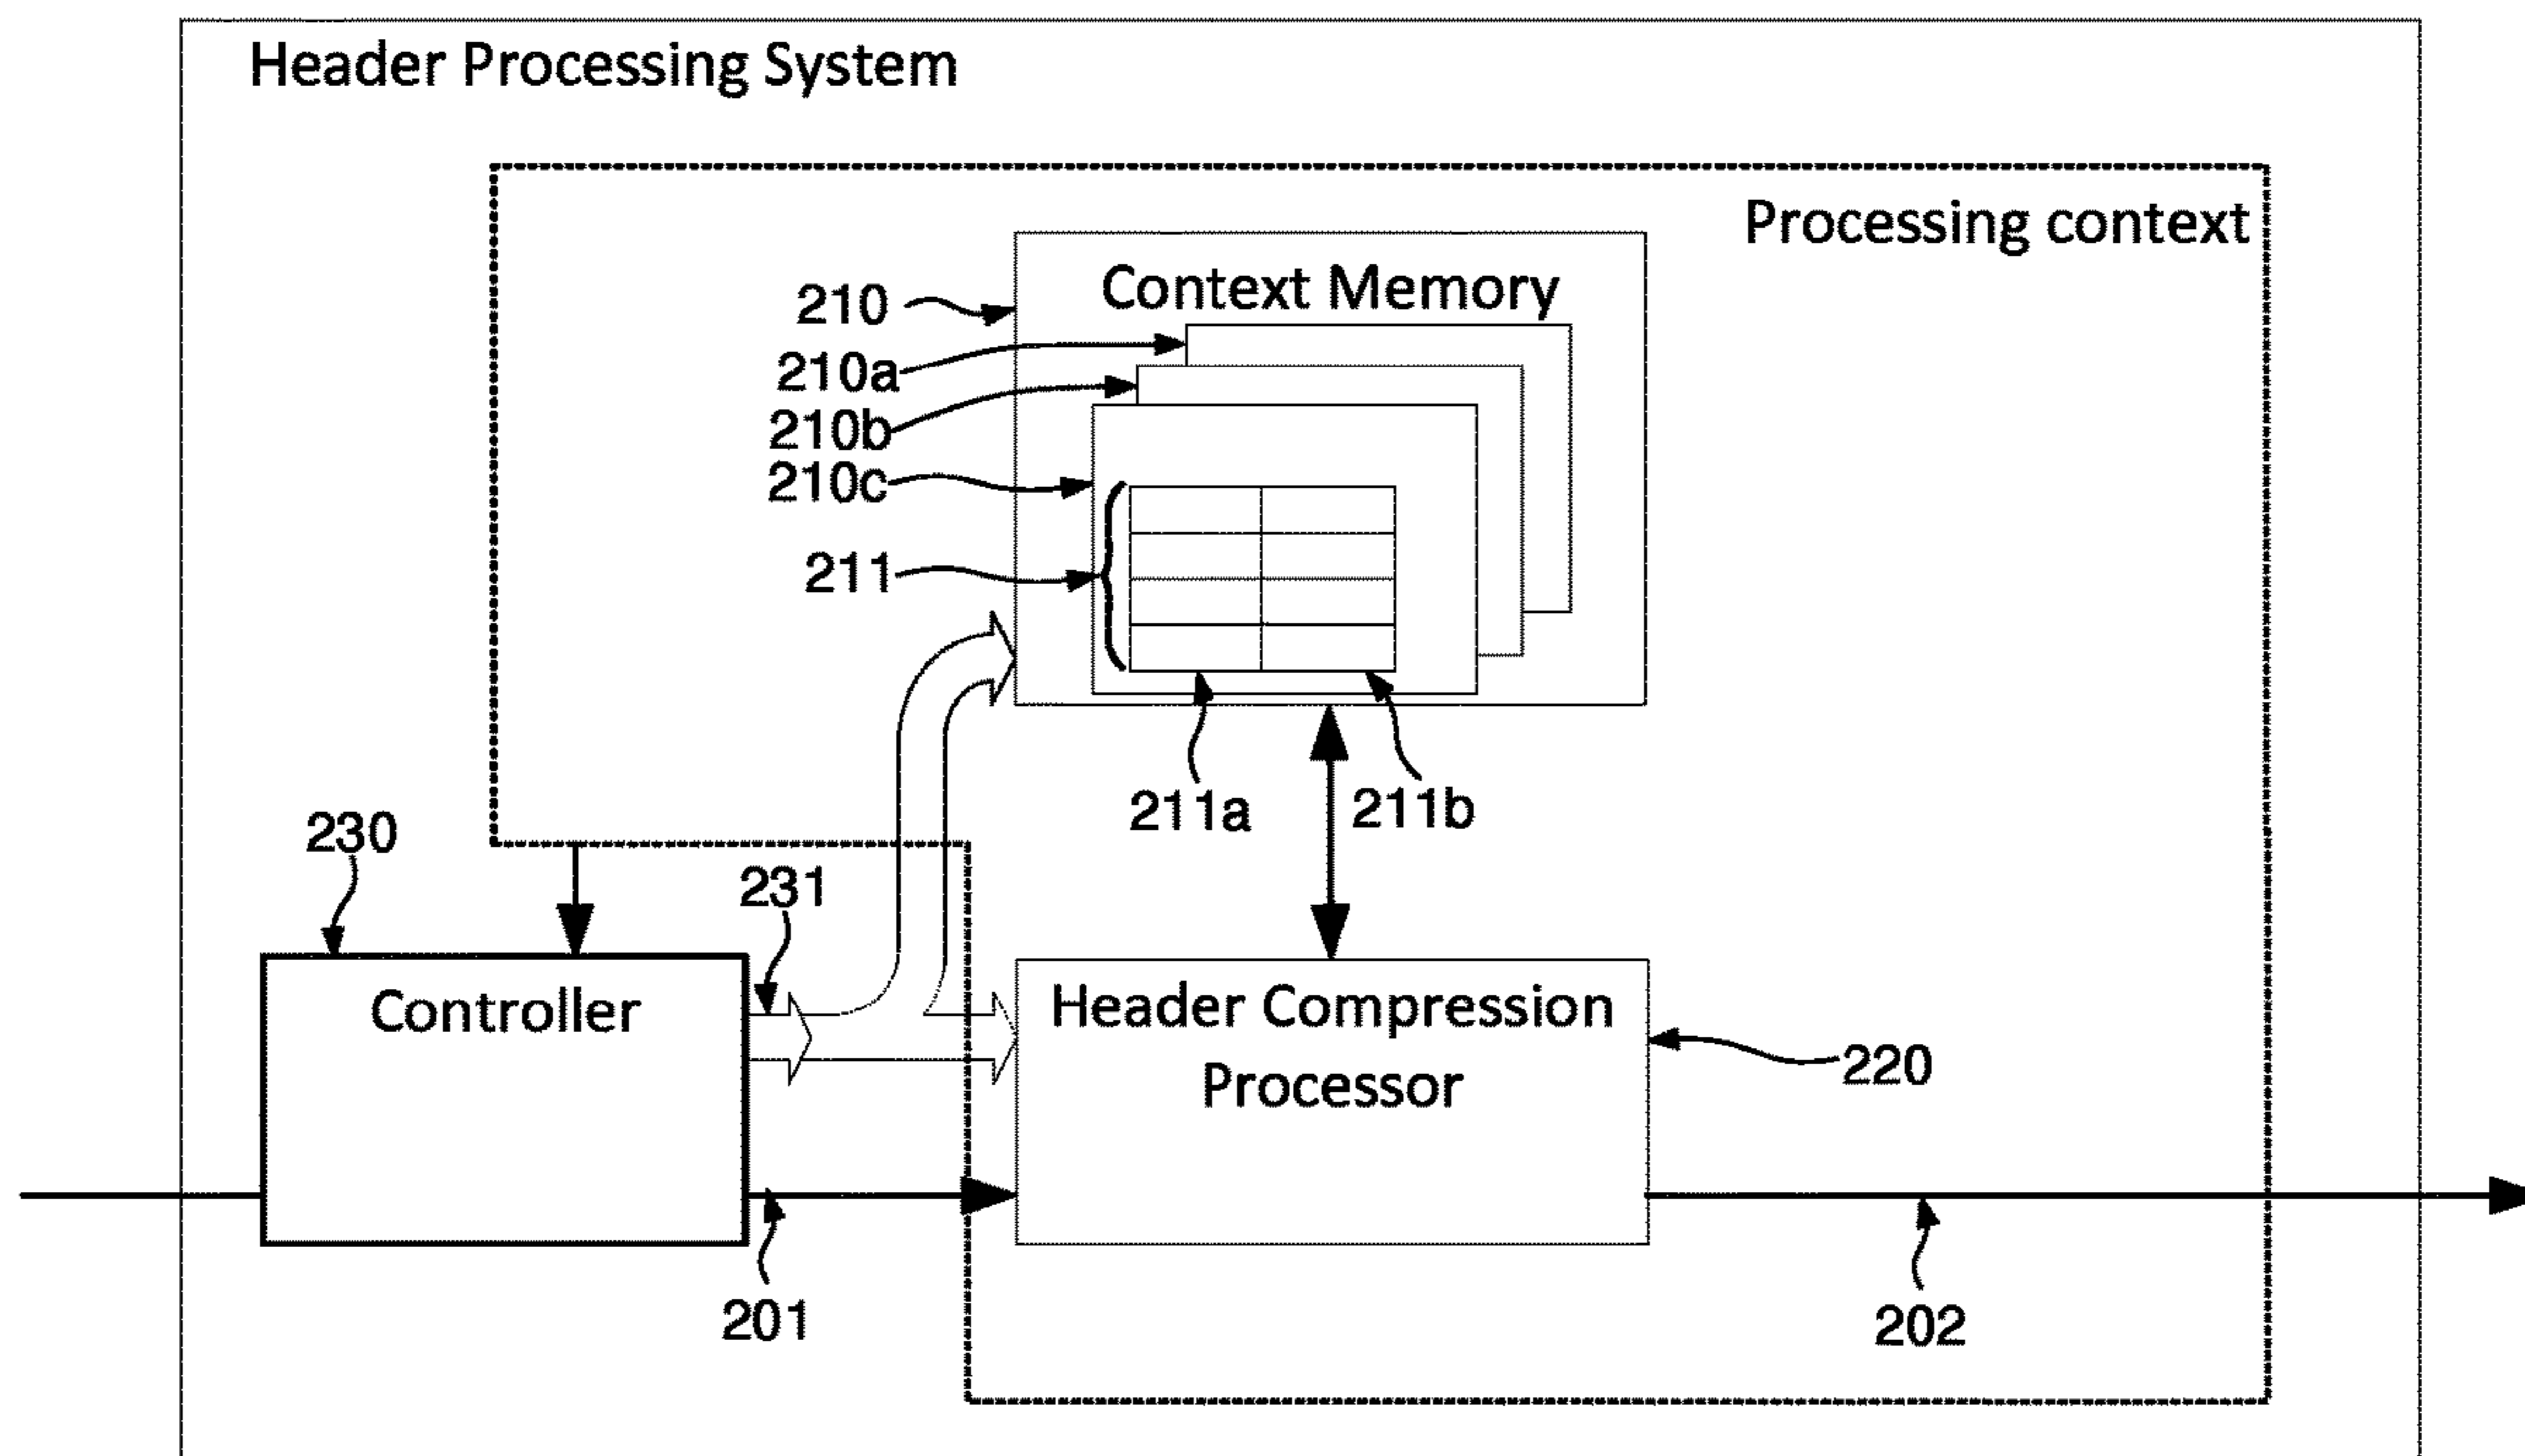 Header Processing System
Processing context
Context Memory
210
210a
210b
210c
211
211a
211b
230
231
Controller
Header Compression
Processor
220
201
202